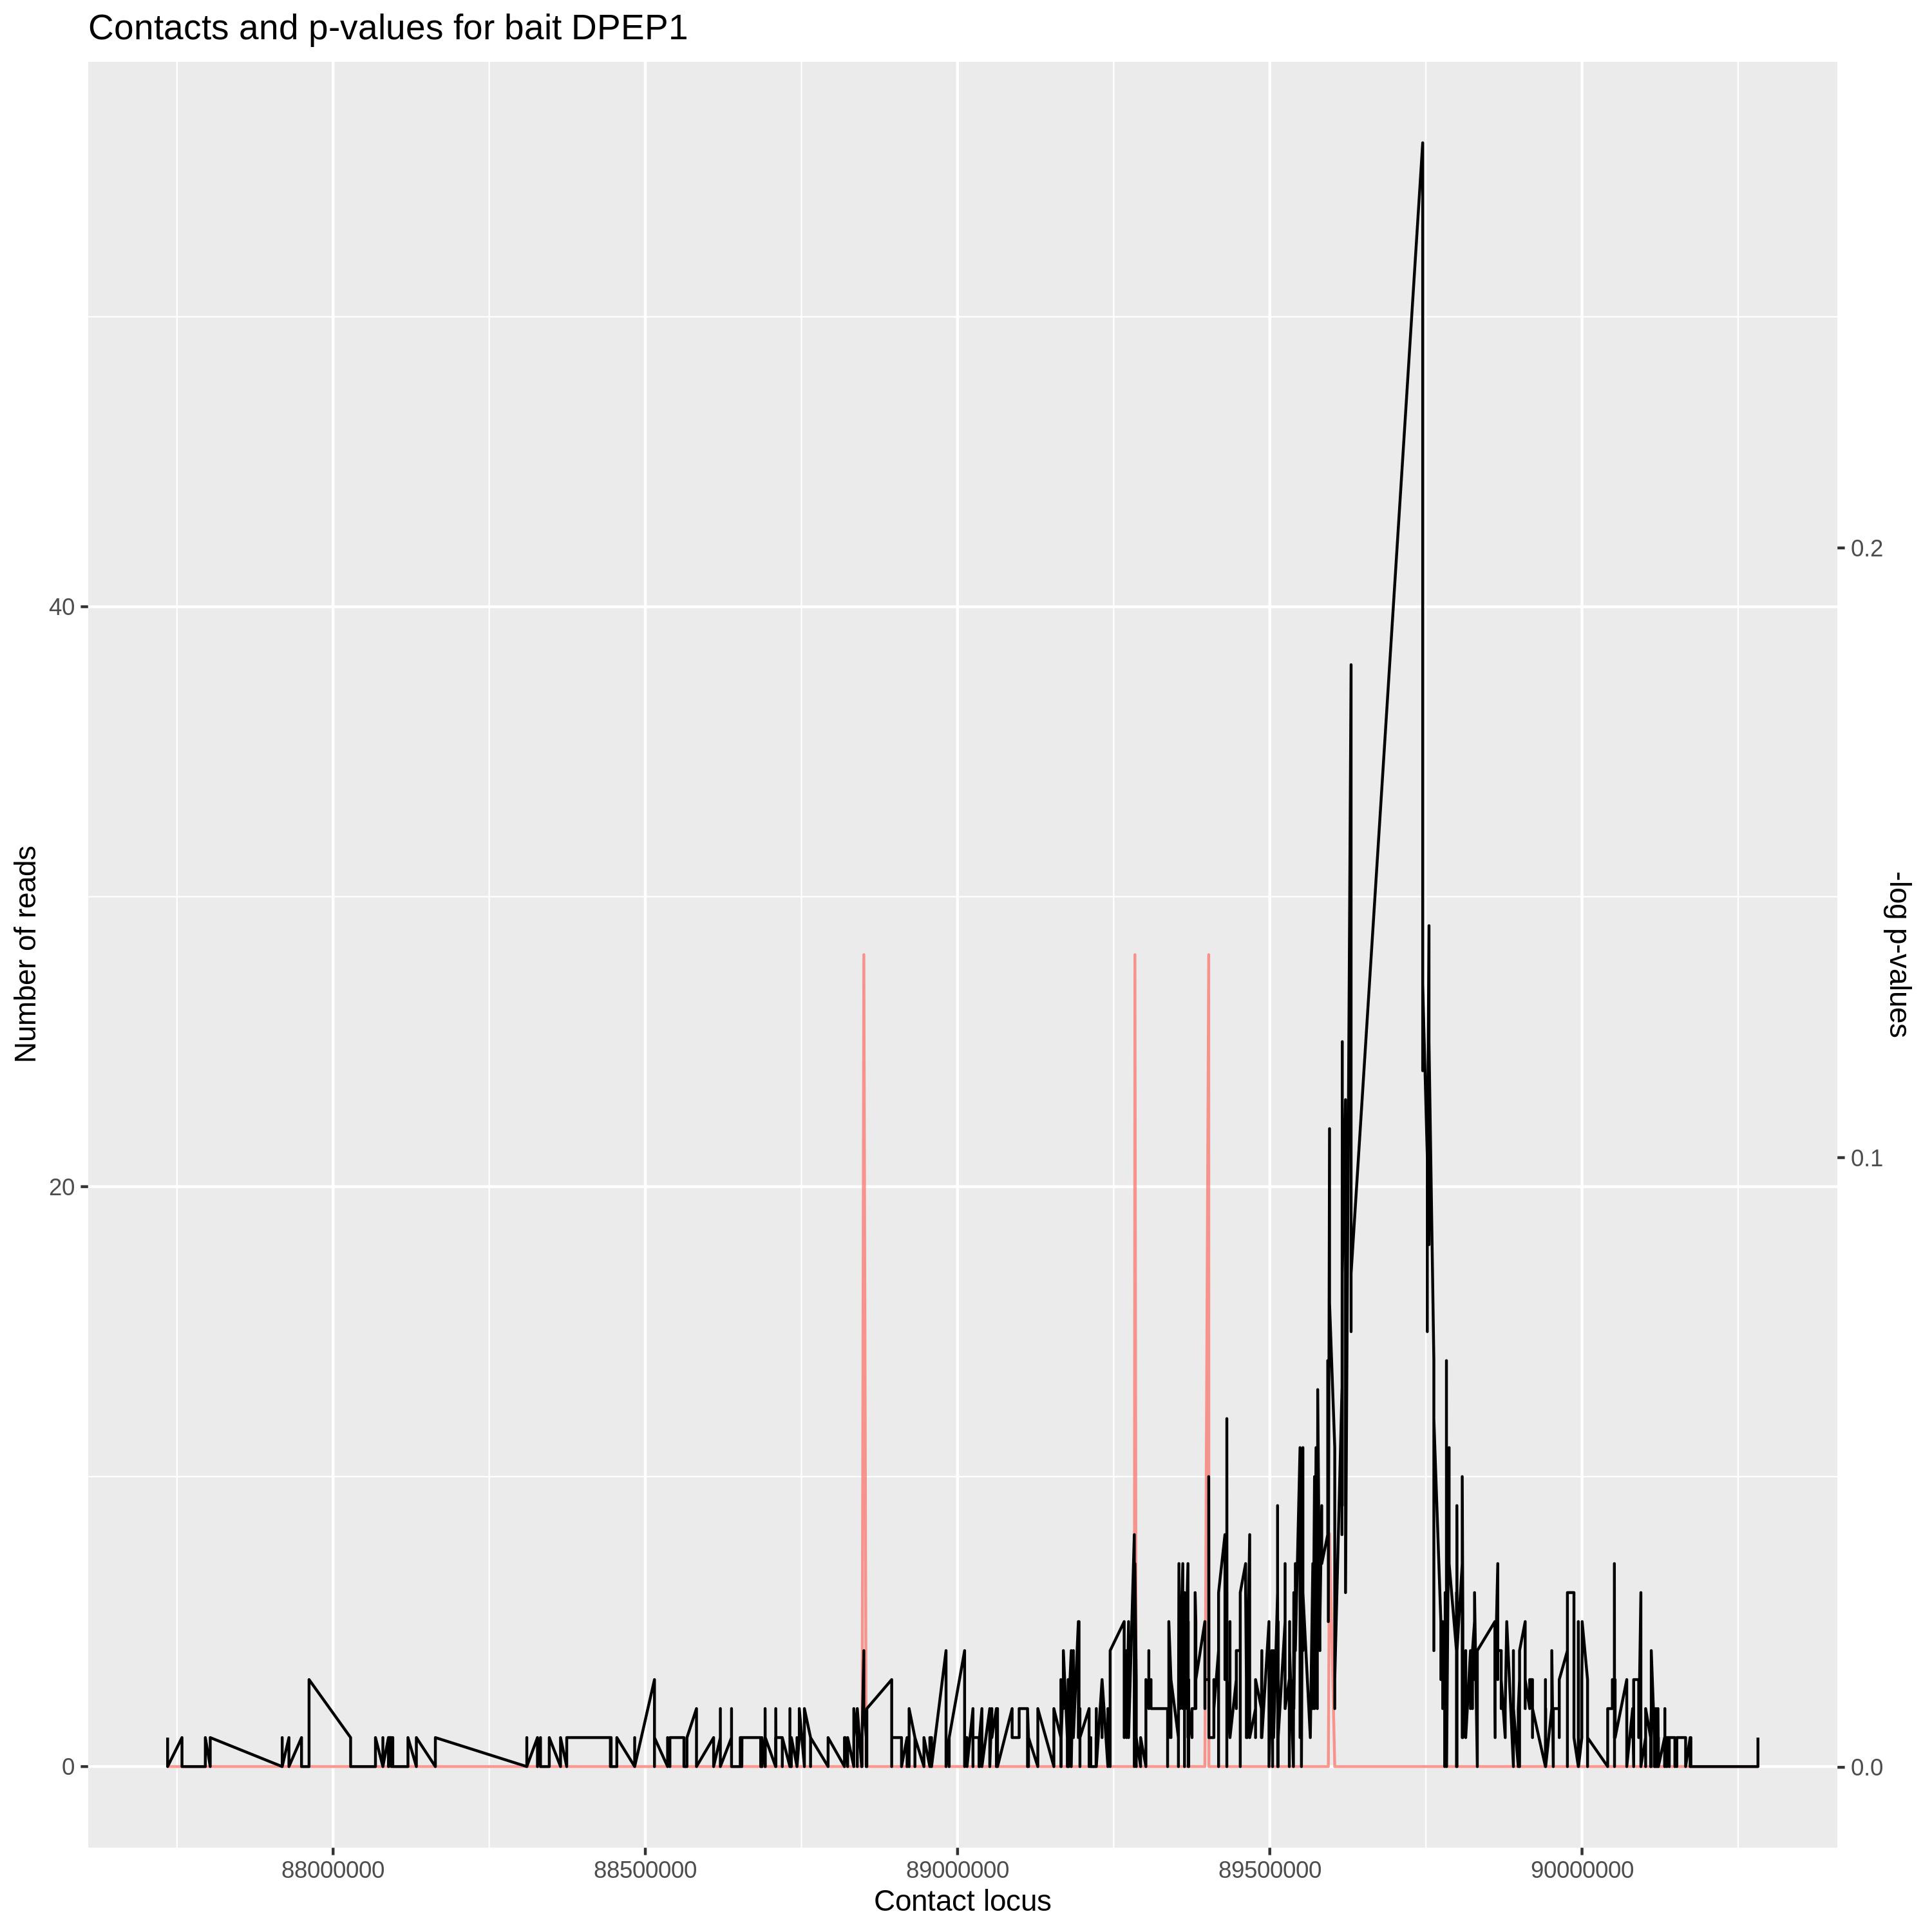 Contacts and p-values for bait DPEP1
Number of reads
40
20
0
0.2
0.1
0.0
-log p-values
88000000 88500000 89000000 89500000 90000000
Contact locus